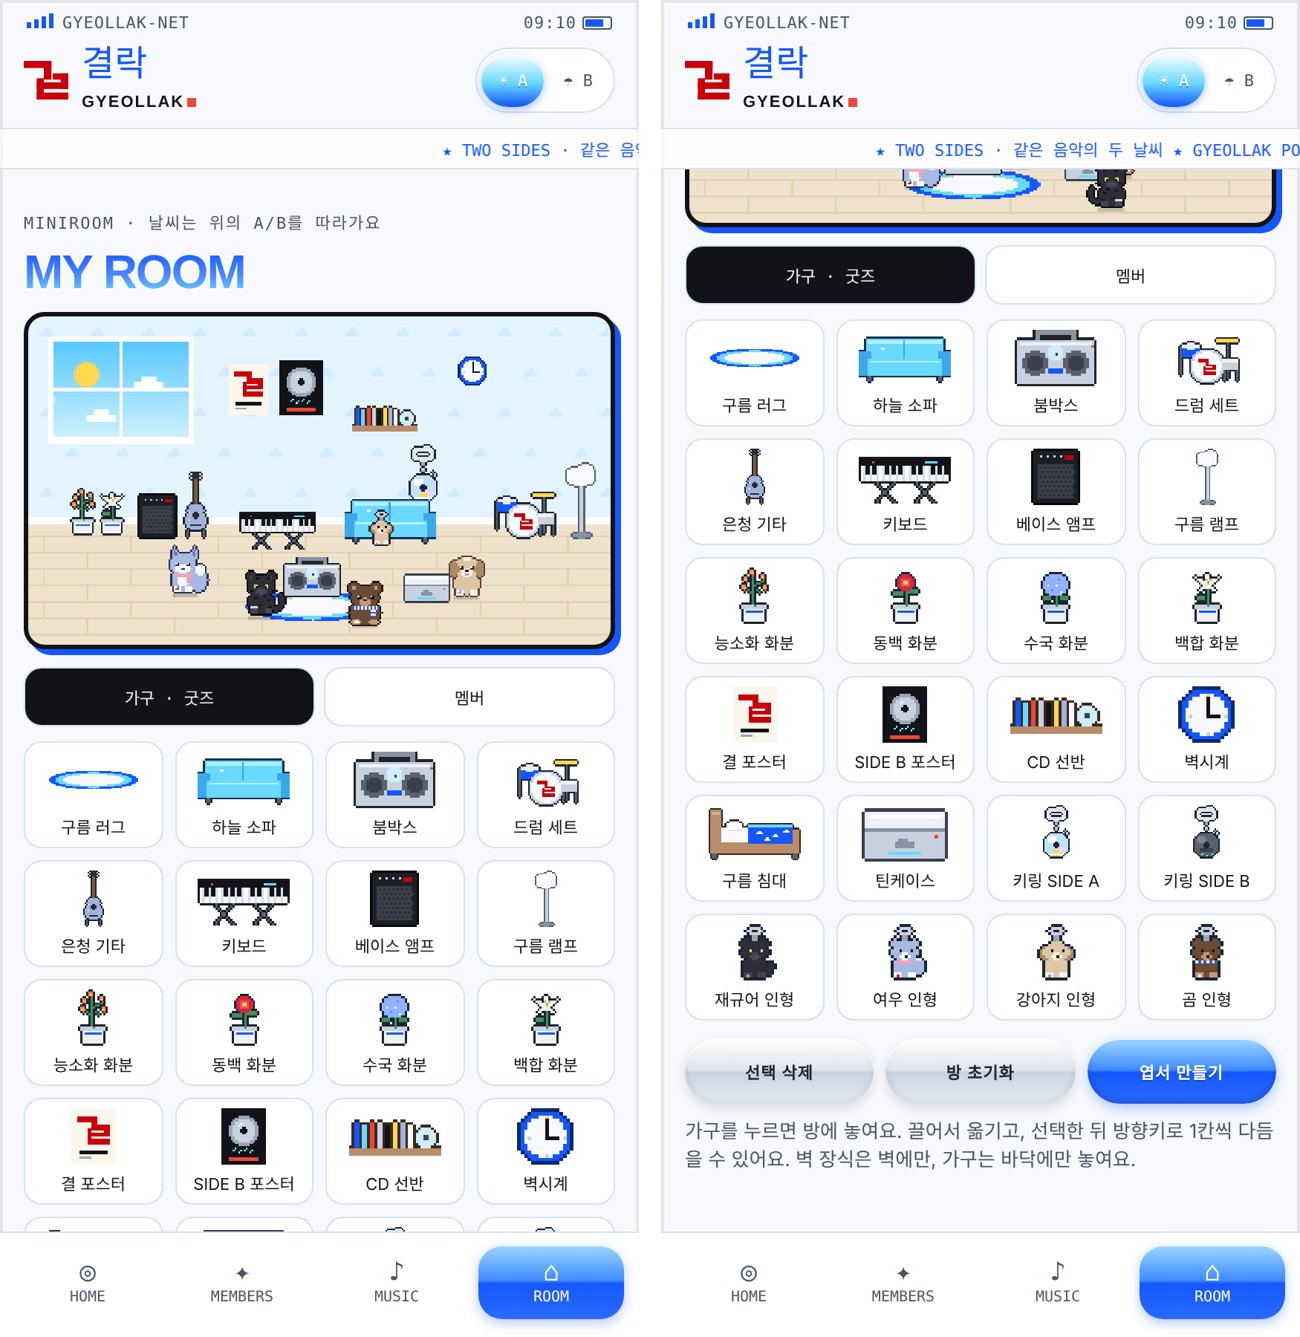 GYEOLLAK-NET 09:10
결락
GYEOLLAK
☀ A ☂ B
★ TWO SIDES · 같은 음악
MINIROOM · 날씨는 위의 A/B를 따라가요
MY ROOM
가구 · 굿즈 멤버
구름 러그 하늘 소파 붐박스 드럼 세트
은청 기타 키보드 베이스 앰프 구름 램프
능소화 화분 동백 화분 수국 화분 백합 화분
결 포스터 SIDE B 포스터 CD 선반 벽시계
HOME MEMBERS MUSIC ROOM
GYEOLLAK-NET 09:10
결락
GYEOLLAK
☀ A ☂ B
★ TWO SIDES · 같은 음악의 두 날씨 ★ GYEOLLAK PO
가구 · 굿즈 멤버
구름 러그 하늘 소파 붐박스 드럼 세트
은청 기타 키보드 베이스 앰프 구름 램프
능소화 화분 동백 화분 수국 화분 백합 화분
결 포스터 SIDE B 포스터 CD 선반 벽시계
구름 침대 틴케이스 키링 SIDE A 키링 SIDE B
재규어 인형 여우 인형 강아지 인형 곰 인형
선택 삭제 방 초기화 엽서 만들기
가구를 누르면 방에 놓여요. 끌어서 옮기고, 선택한 뒤 방향키로 1칸씩 다듬
을 수 있어요. 벽 장식은 벽에만, 가구는 바닥에만 놓여요.
HOME MEMBERS MUSIC ROOM